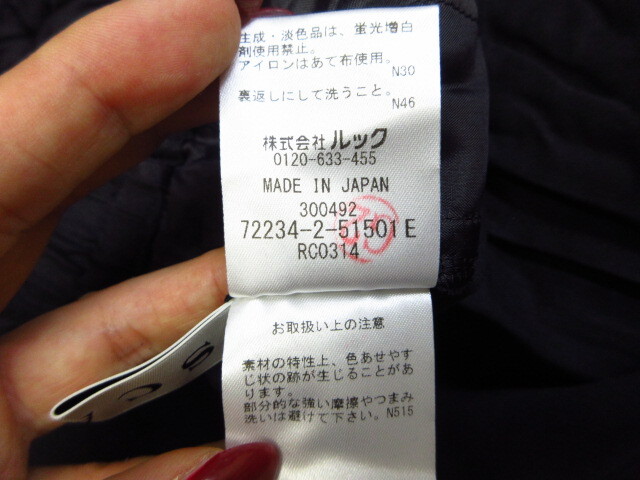 生成・淡色品は、蛍光増白
剤使用禁止。
アイロンはあて布使用。
N30
裏返しにして洗うこと。
N46
株式会社 ルック
0120-633-455
MADE IN JAPAN
300492
72234-2-51501E
RC0314
お取扱い上の注意
素材の特性上、色あせやす
じ状の跡が生じることがあ
ります。
部分的な強い摩擦やつまみ
洗いは避けて下さい。N515